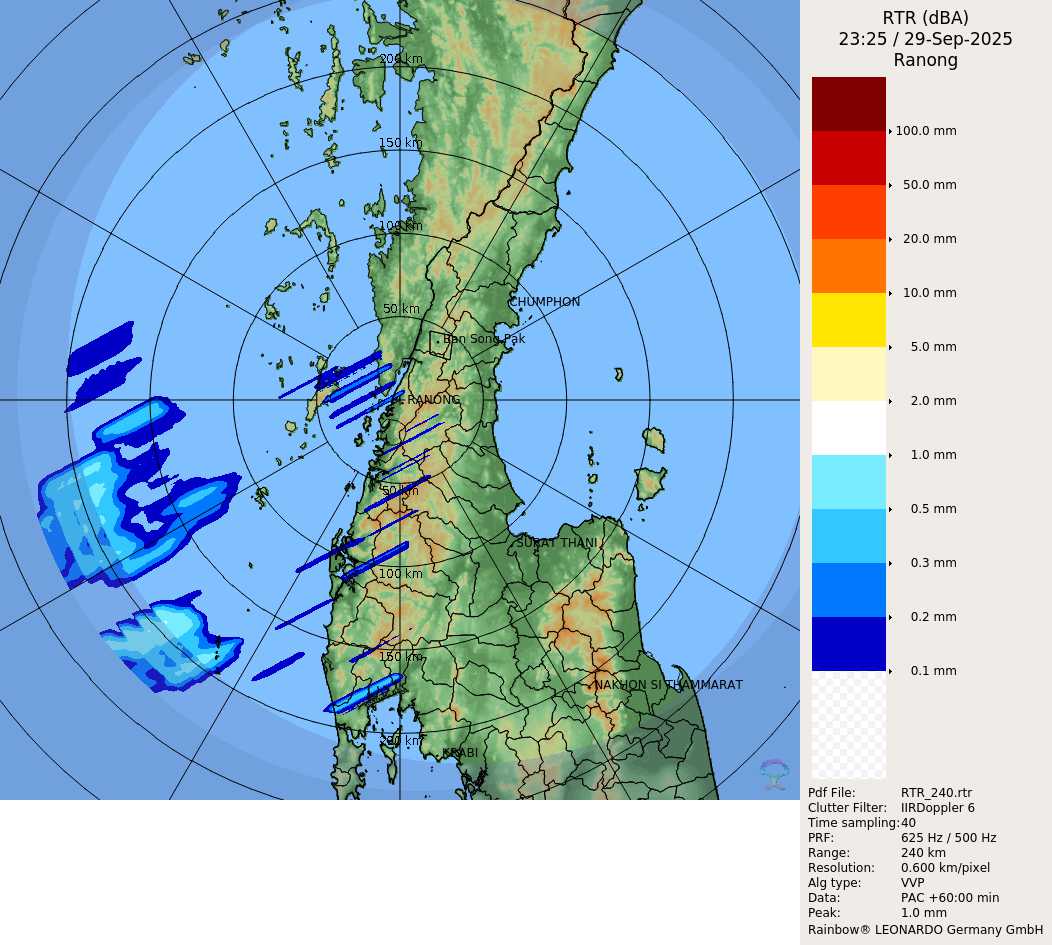 RTR (dBA)
23:25 / 29-Sep-2025
Ranong
200 km
150 km
100 km
50 km
CHUMPHON
Ban Song Pak
RANONG
50 km
SURAT THANI
100 km
150 km
NAKHON SI THAMMARAT
200 km
KRABI
100.0 mm
50.0 mm
20.0 mm
10.0 mm
5.0 mm
2.0 mm
1.0 mm
0.5 mm
0.3 mm
0.2 mm
0.1 mm
Pdf File: RTR_240.rtr
Clutter Filter: IIRDoppler 6
Time sampling:40
PRF: 625 Hz / 500 Hz
Range: 240 km
Resolution: 0.600 km/pixel
Alg type: VVP
Data: PAC +60:00 min
Peak: 1.0 mm
Rainbow® LEONARDO Germany GmbH